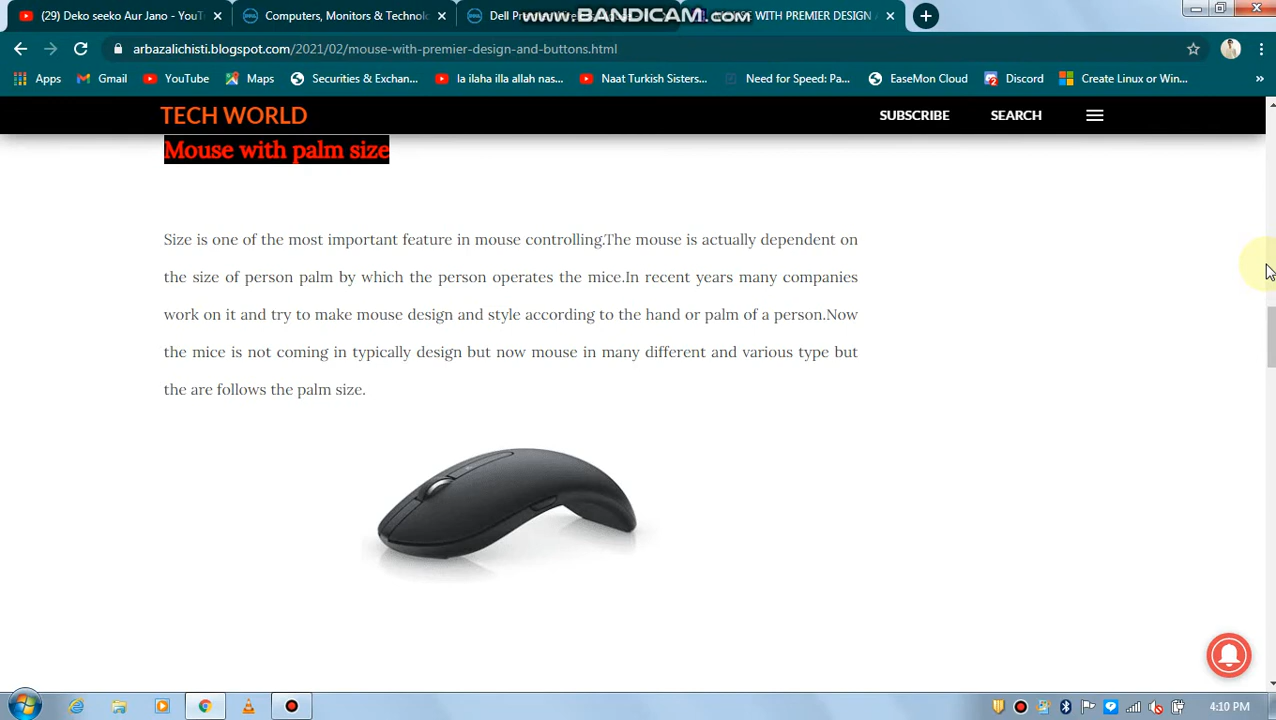 (29) Deko seeko Aur Jano - YouT
Computers, Monitors & Technolo
Dell Pr
WITH PREMIER DESIGN A
www.BANDICAM.com
arbazalichisti.blogspot.com/2021/02/mouse-with-premier-design-and-buttons.html
Apps
Gmail
YouTube
Maps
Securities & Exchan...
la ilaha illa allah nas...
Naat Turkish Sisters...
Need for Speed: Pa...
EaseMon Cloud
Discord
Create Linux or Win...
»
TECH WORLD
SUBSCRIBE
SEARCH
Mouse with palm size
Size is one of the most important feature in mouse controlling.The mouse is actually dependent on
the size of person palm by which the person operates the mice.In recent years many companies
work on it and try to make mouse design and style according to the hand or palm of a person.Now
the mice is not coming in typically design but now mouse in many different and various type but
the are follows the palm size.
4:10 PM